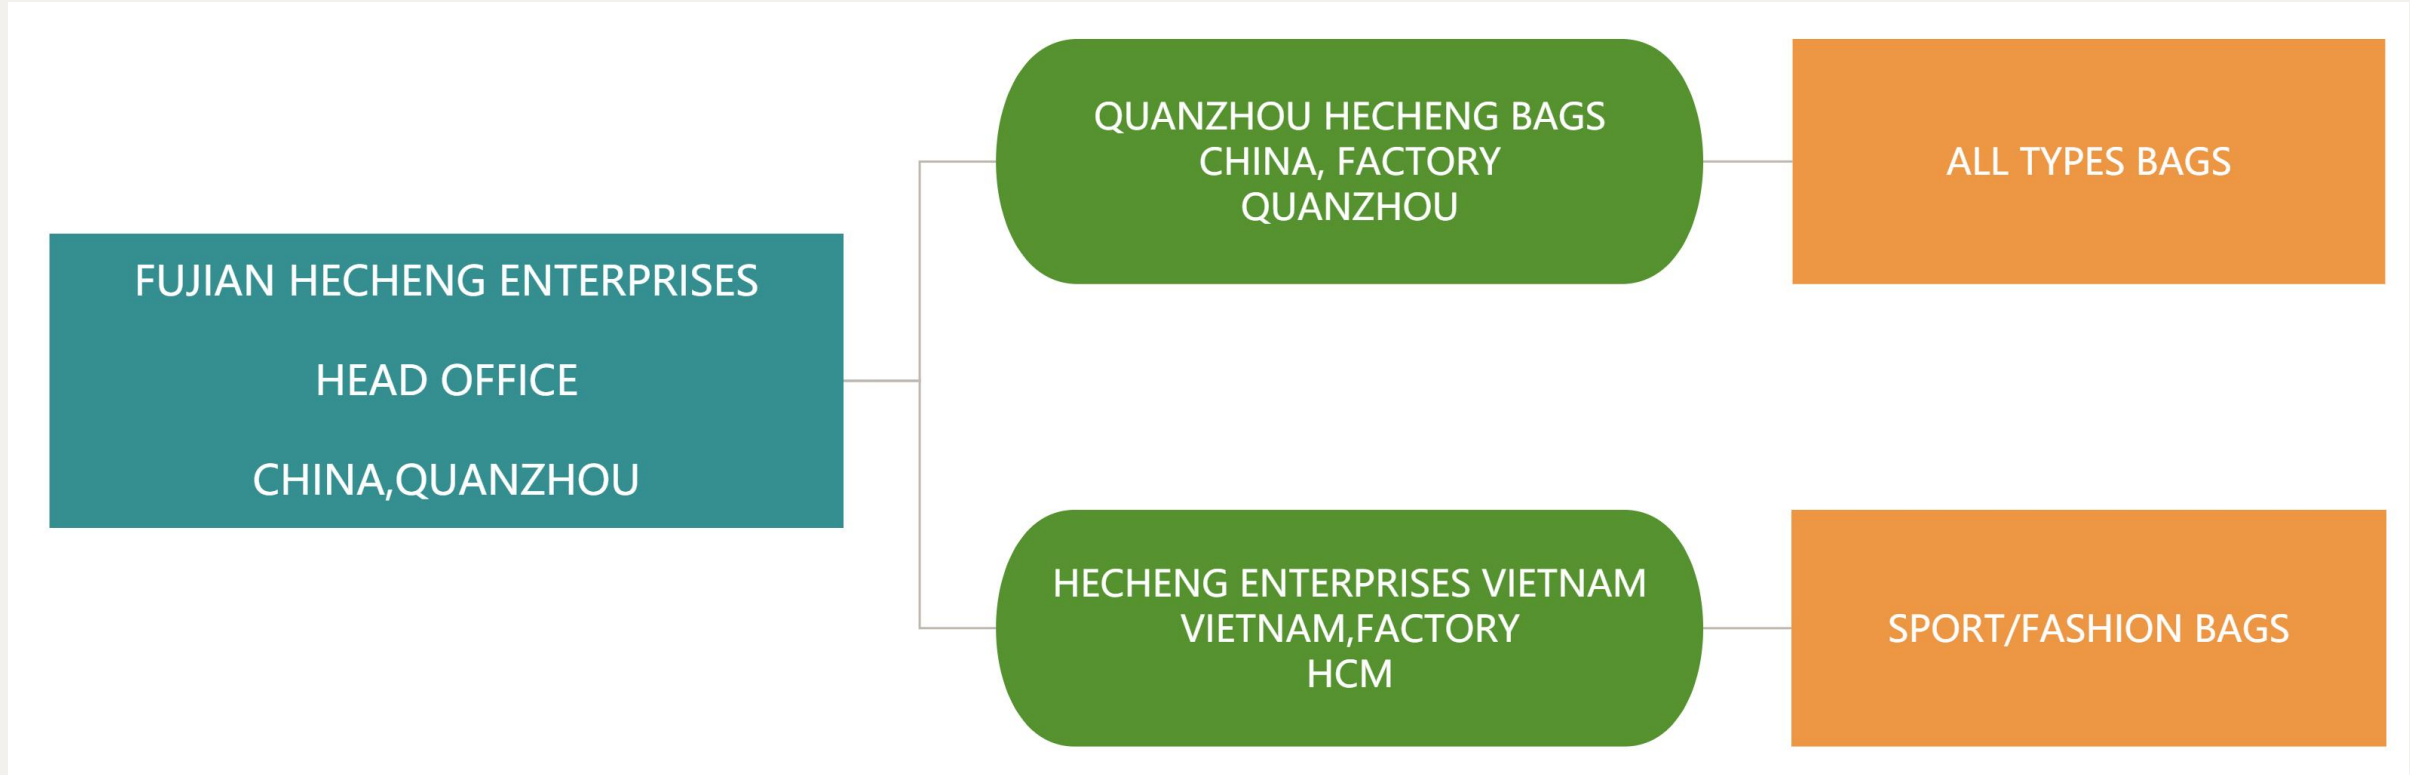 FUJIAN HECHENG ENTERPRISES
HEAD OFFICE
CHINA,QUANZHOU
QUANZHOU HECHENG BAGS
CHINA, FACTORY
QUANZHOU
ALL TYPES BAGS
HECHENG ENTERPRISES VIETNAM
VIETNAM,FACTORY
HCM
SPORT/FASHION BAGS